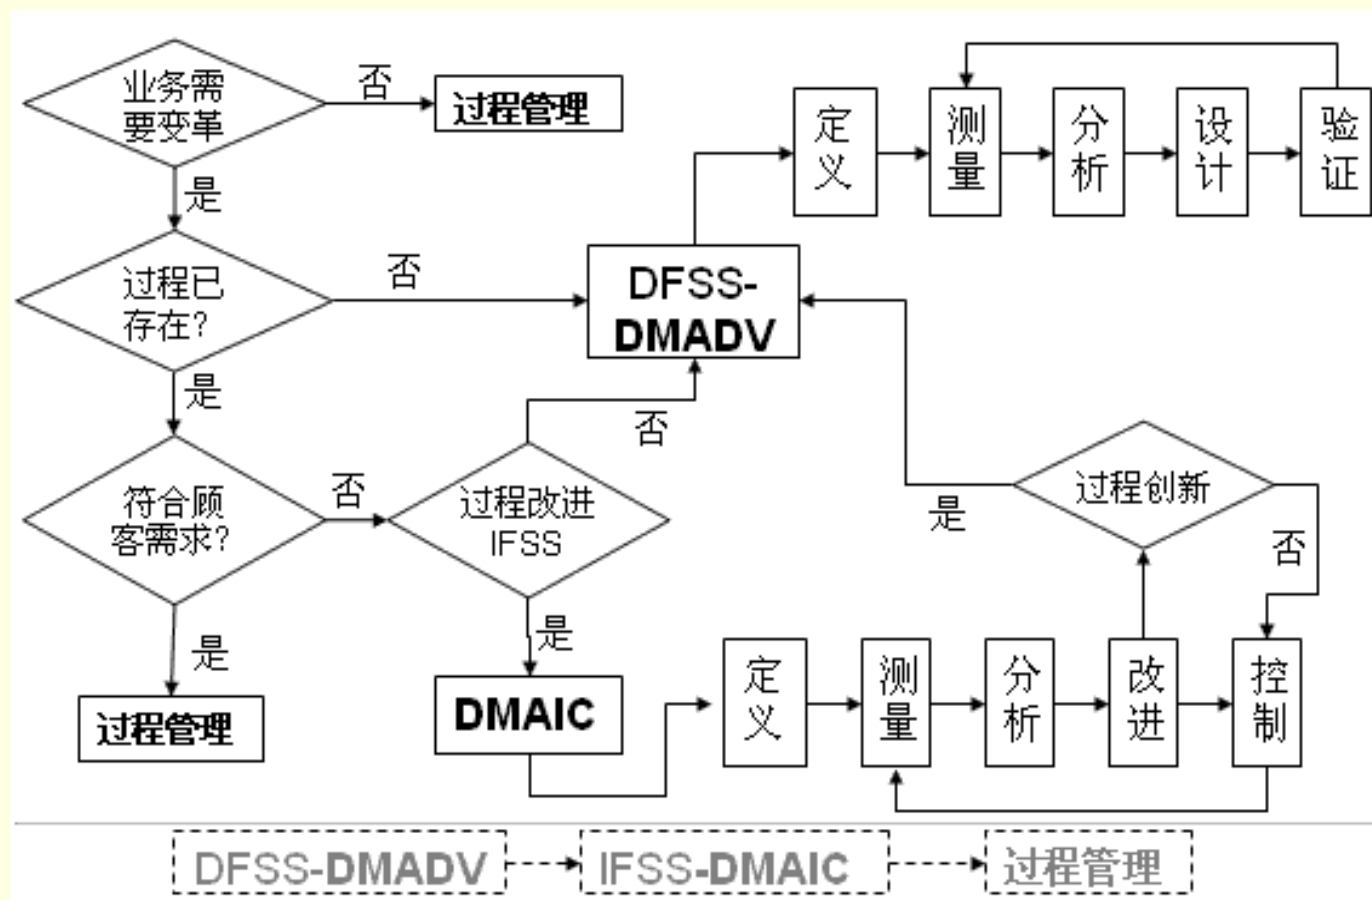 业务需
要变革
否
过程管理
是
过程已
存在?
否
是
符合顾
客需求?
否
是
过程管理
过程改进
IFSS
否
是
DFSS-
DMADV
定
义
测
量
分
析
设
计
验
证
DMAIC
定
义
测
量
分
析
改
进
控
制
过程创新
是
否
DFSS-DMADV
IFSS-DMAIC
过程管理